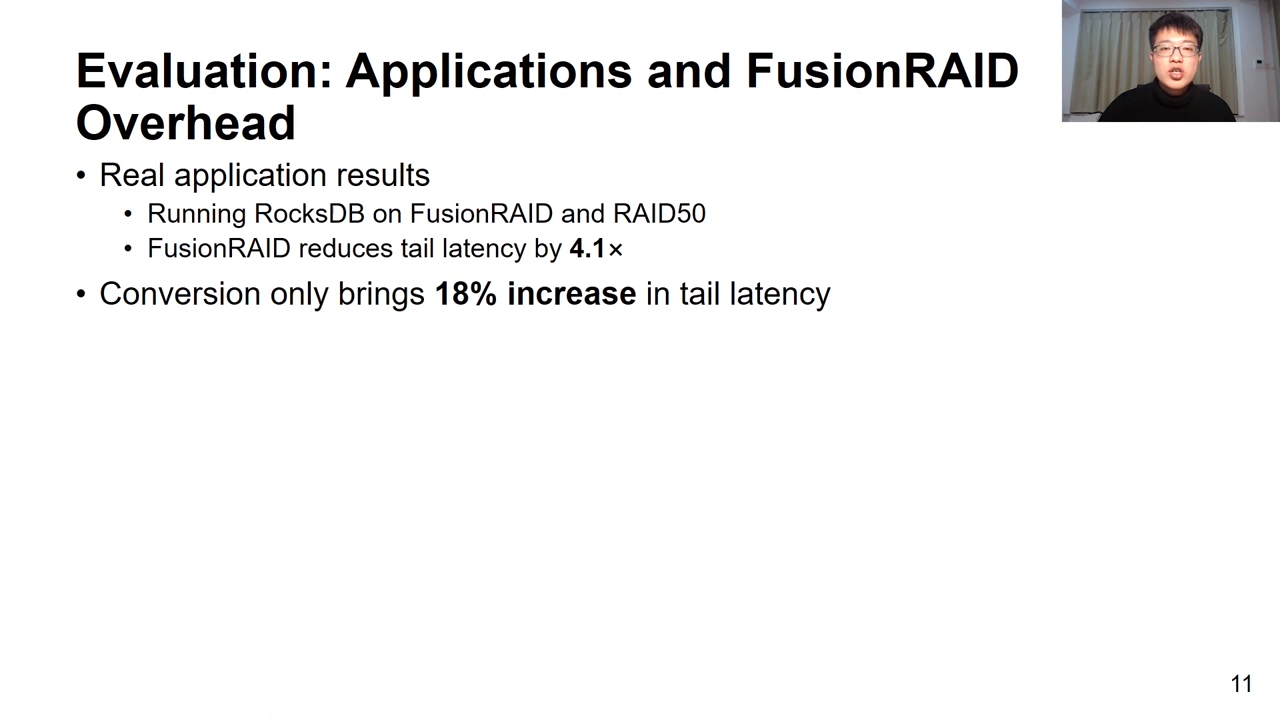 Evaluation: Applications and FusionRAID
Overhead
• Real application results
• Running RocksDB on FusionRAID and RAID50
• FusionRAID reduces tail latency by 4.1×
• Conversion only brings 18% increase in tail latency
11